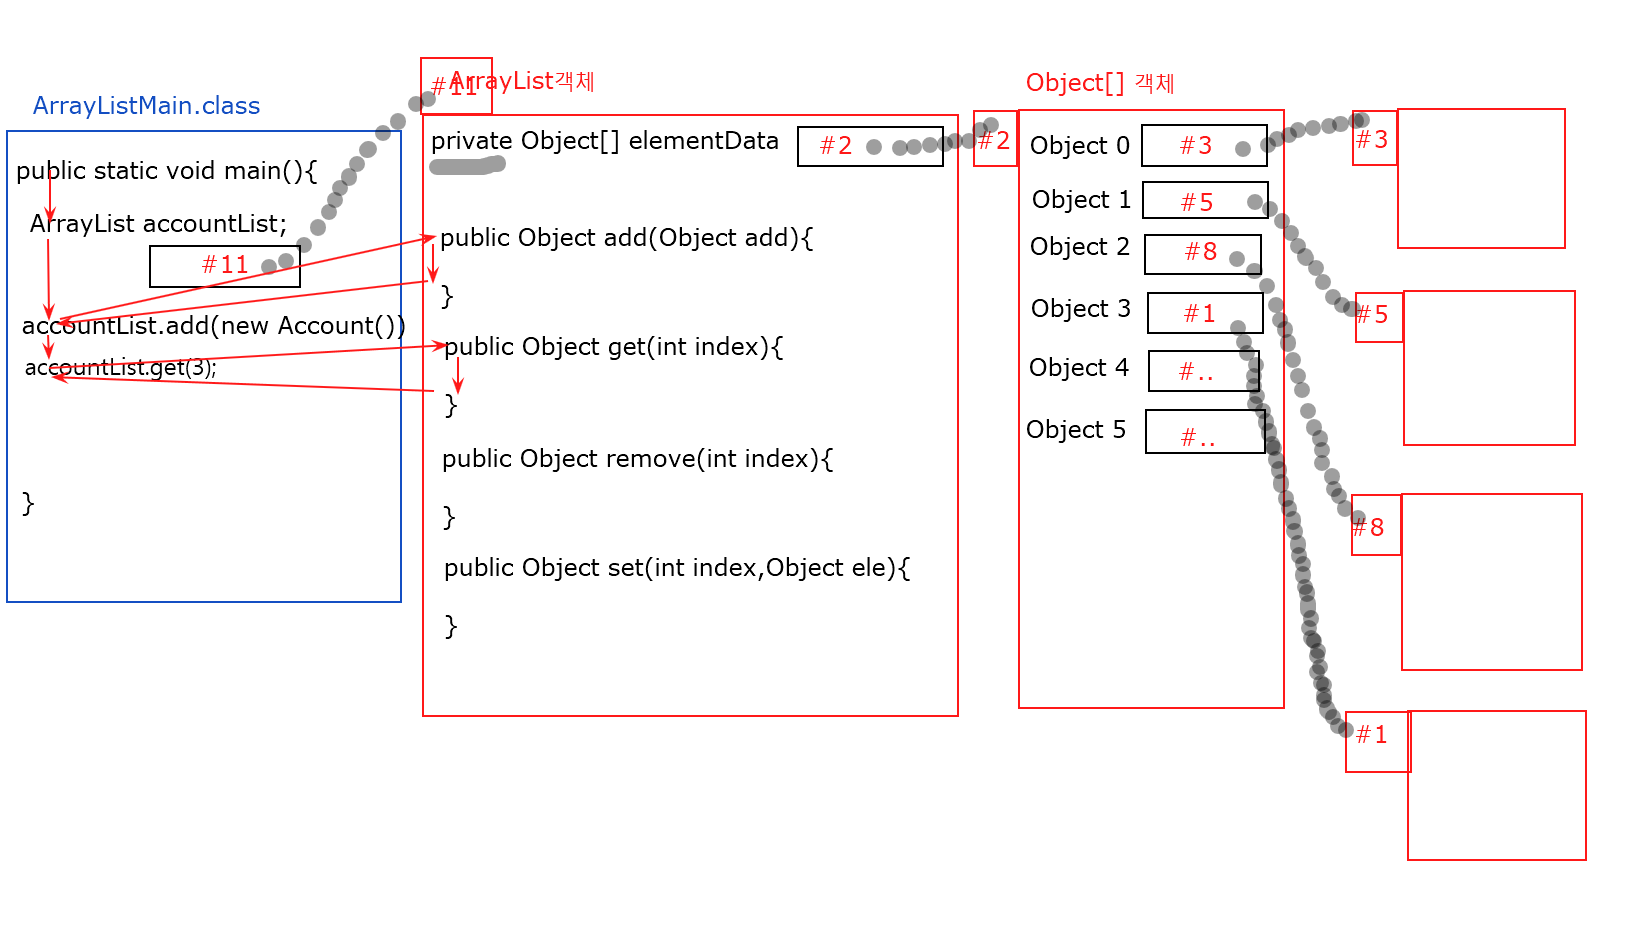 ArrayListMain.class
public static void main(){
ArrayList accountList;
#11
accountList.add(new Account())
accountList.get(3);
}
#11
ArrayList객체
private Object[] elementData
#2
public Object add(Object add){
}
public Object get(int index){
}
public Object remove(int index){
}
public Object set(int index,Object ele){
}
Object[] 객체
#2
Object 0
#3
Object 1
#5
Object 2
#8
Object 3
#1
Object 4
#..
Object 5
#..
#3
#5
#8
#1